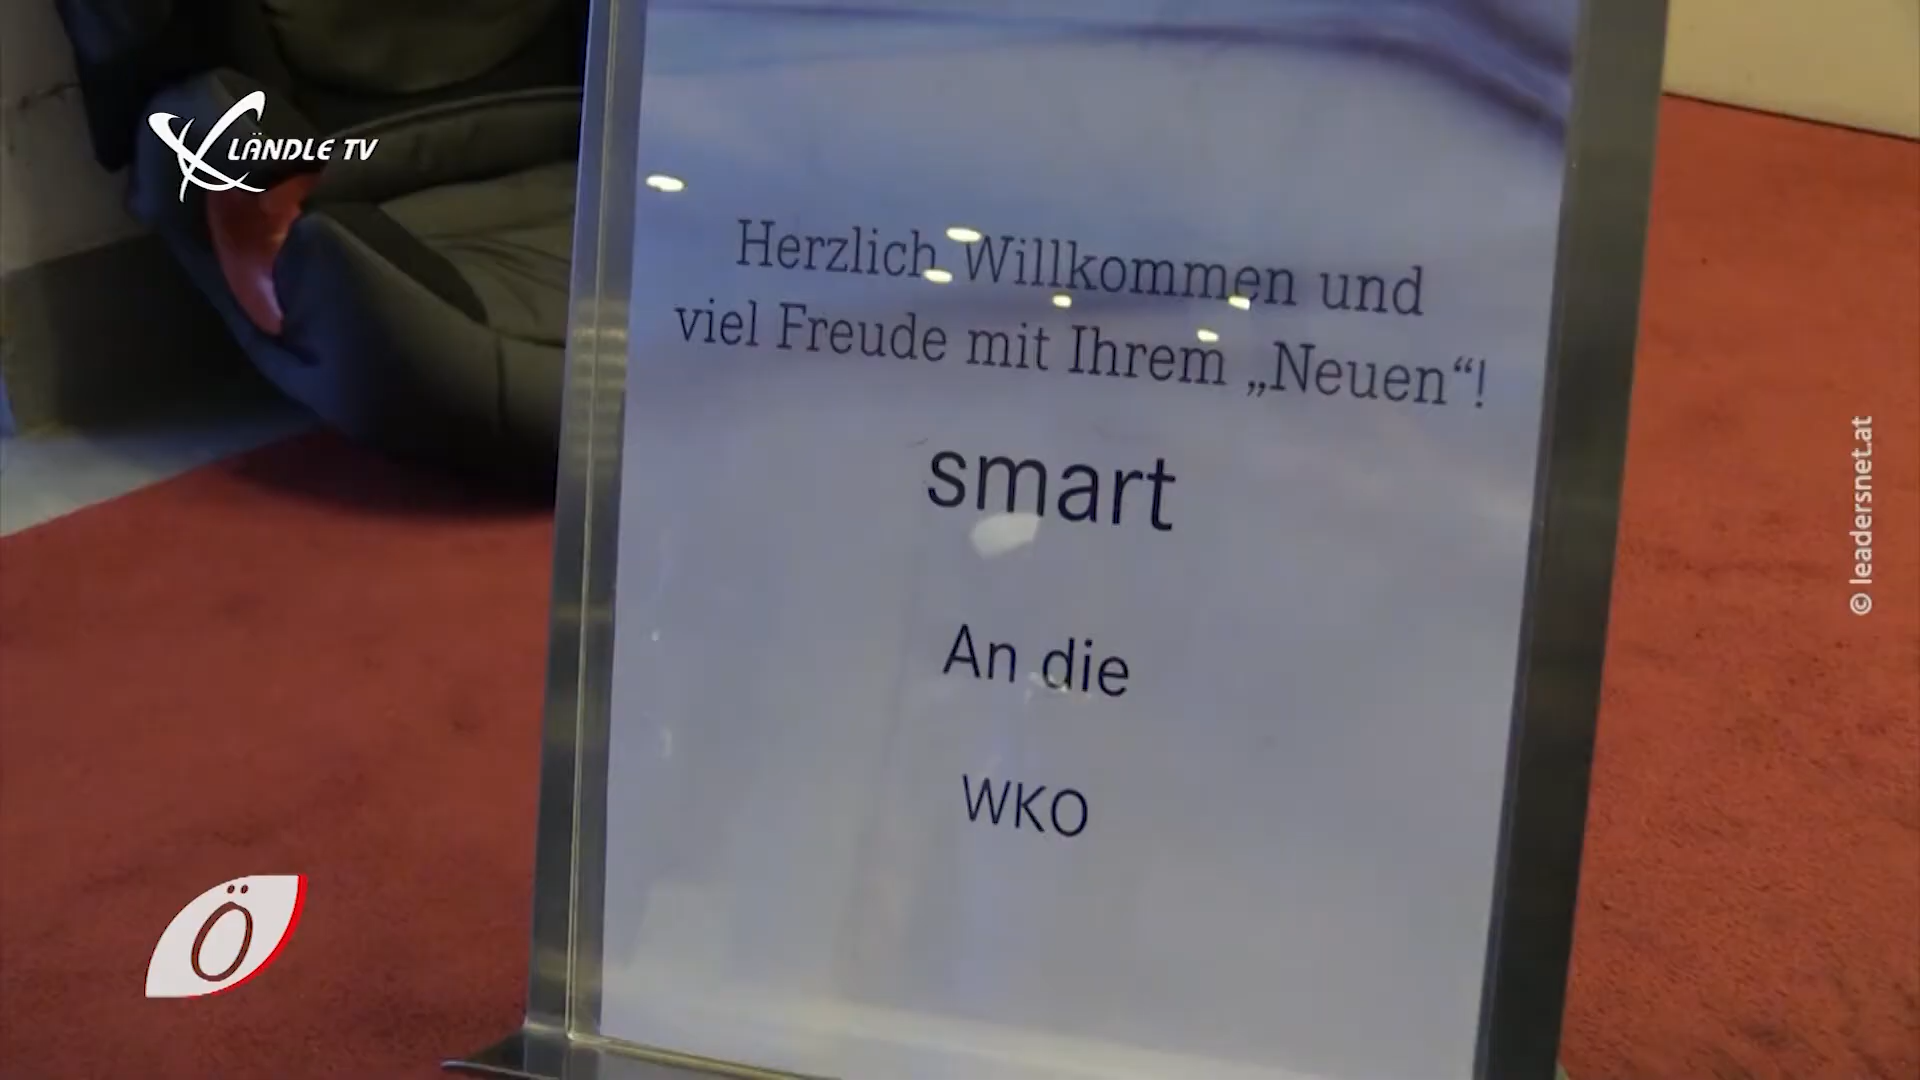 LÄNDLE TV
Herzlich Willkommen und
viel Freude mit Ihrem „Neuen“!
smart
An die
WKO
© leadersnet.at
Ö